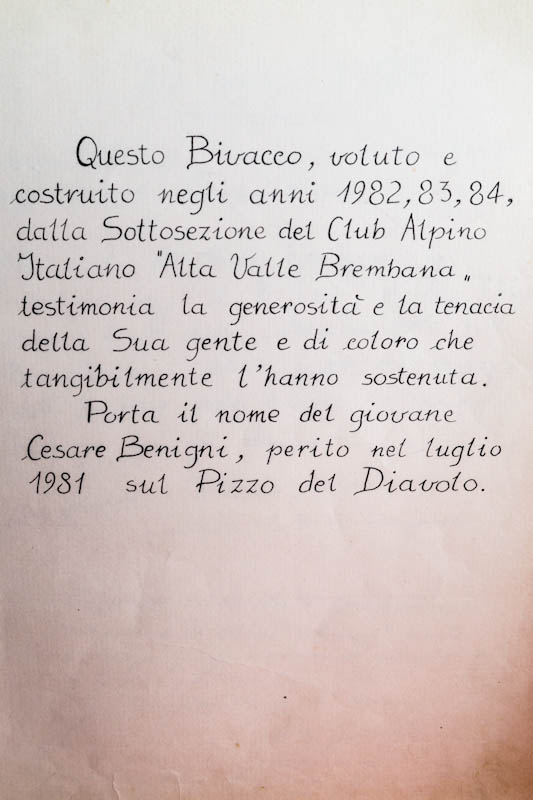 Questo Bivacco, voluto e
costruito negli anni 1982, 83, 84,
dalla Sottosezione del Club Alpino
Italiano "Alta Valle Brembana„
testimonia la generosità e la tenacia
della Sua gente e di coloro che
tangibilmente l'hanno sostenuta.
Porta il nome del giovane
Cesare Benigni, perito nel luglio
1981 sul Pizzo del Diavolo.